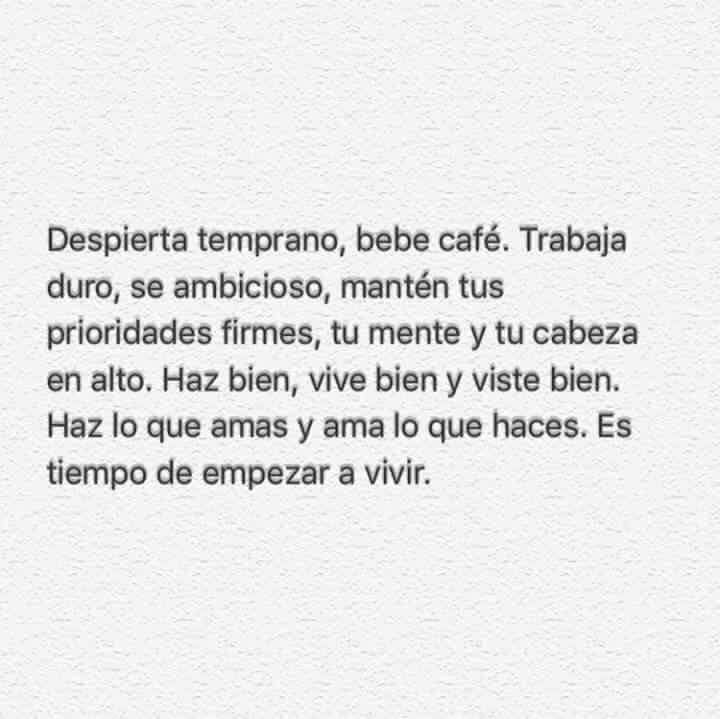 Despierta temprano, bebe café. Trabaja
duro, se ambicioso, mantén tus
prioridades firmes, tu mente y tu cabeza
en alto. Haz bien, vive bien y viste bien.
Haz lo que amas y ama lo que haces. Es
tiempo de empezar a vivir.